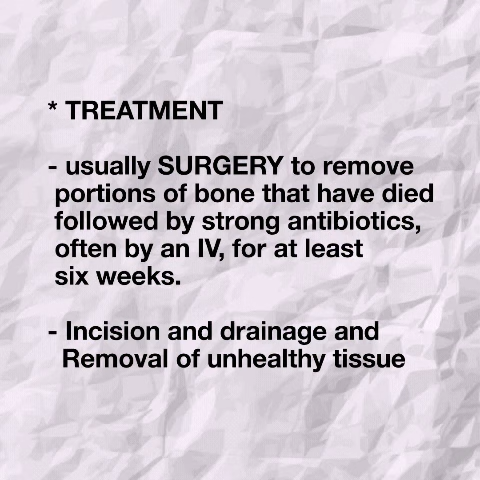 * TREATMENT
- usually SURGERY to remove
portions of bone that have died
followed by strong antibiotics,
often by an IV, for at least
six weeks.
- Incision and drainage and
Removal of unhealthy tissue